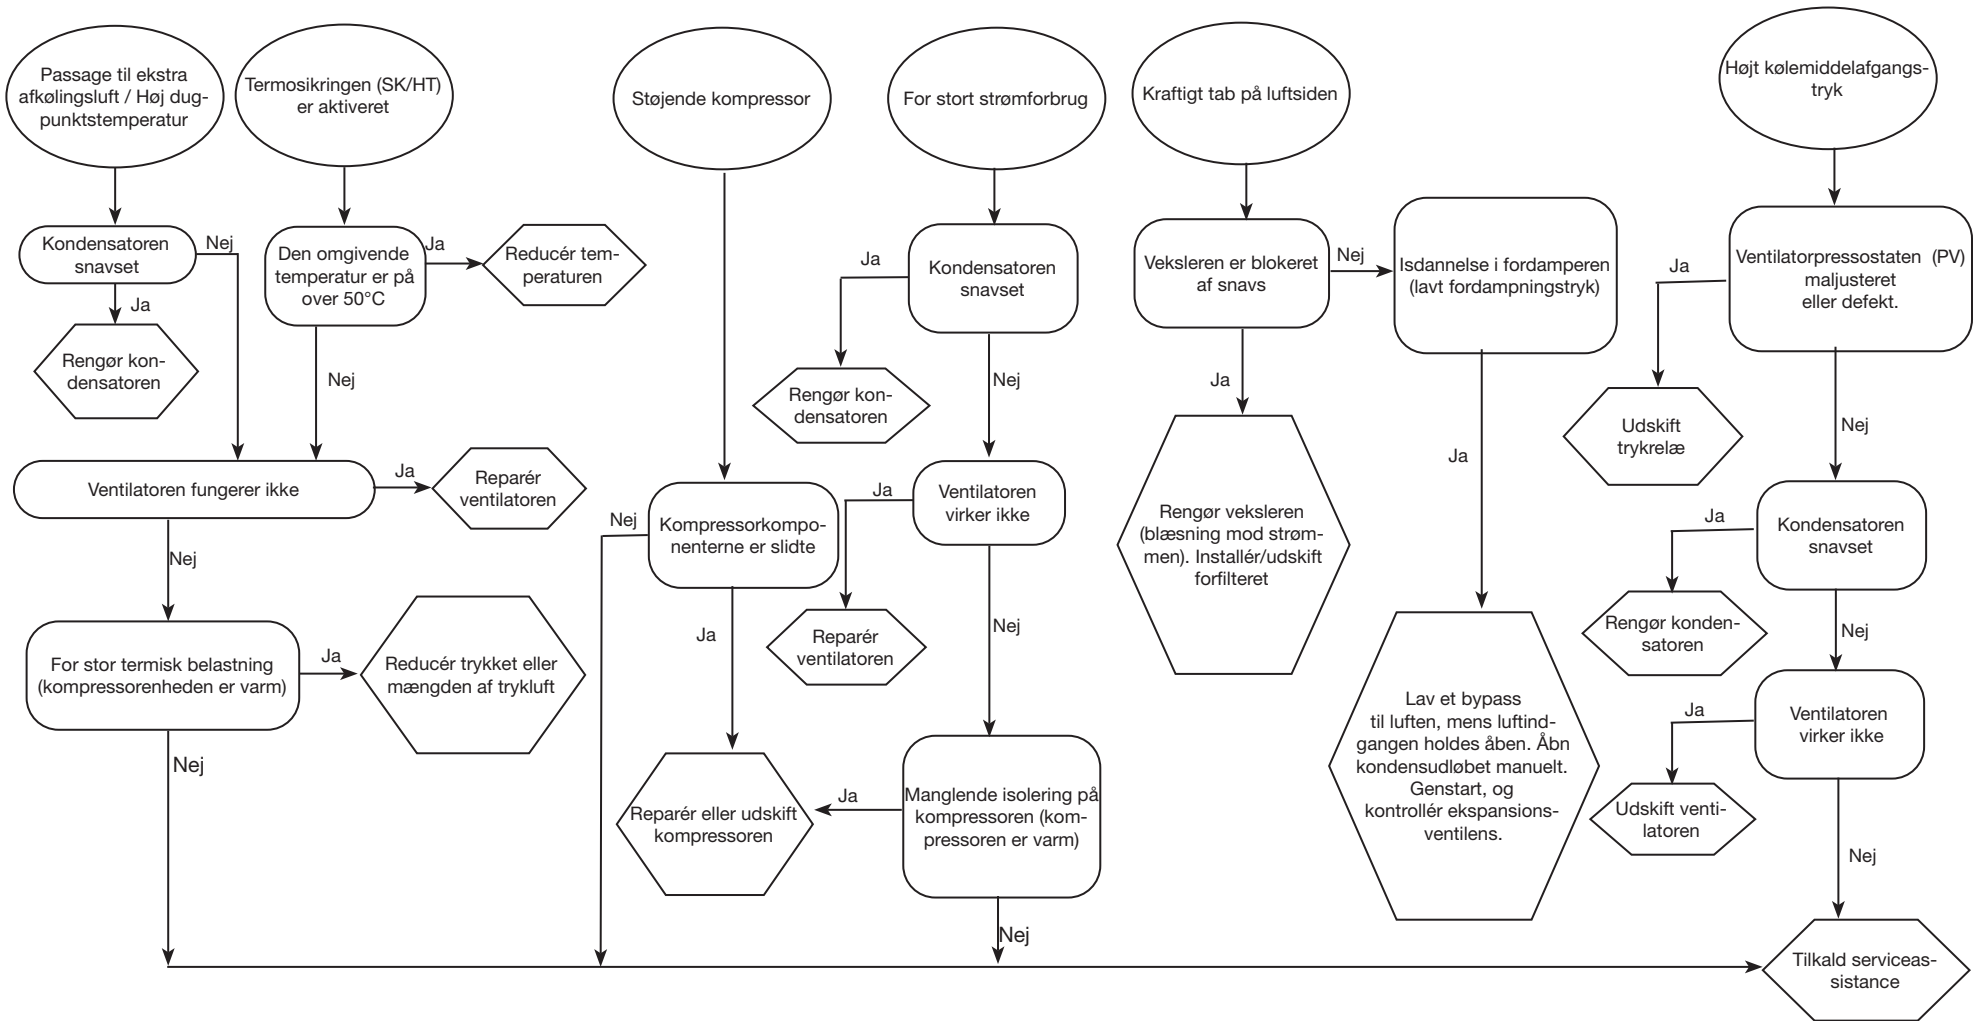 Passage til ekstra
afkølingsluft / Høj dug-
punktstemperatur
Kondensatoren
snavset
Nej
Ja
Rengør kon-
densatoren
Termosikringen (SK/HT)
er aktiveret
Den omgivende
temperatur er på
over 50°C
Ja
Reducér tem-
peraturen
Nej
Ventilatoren fungerer ikke
Ja
Reparér
ventilatoren
Nej
For stor termisk belastning
(kompressorenheden er varm)
Ja
Reducér trykket eller
mængden af trykluft
Nej
Støjende kompressor
Kompressorkompo-
nenterne er slidte
Nej
Ja
Reparér eller udskift
kompressoren
For stort strømforbrug
Kondensatoren
snavset
Ja
Rengør kon-
densatoren
Nej
Ventilatoren
virker ikke
Ja
Reparér
ventilatoren
Nej
Manglende isolering på
kompressoren (kom-
pressoren er varm)
Ja
Nej
Kraftigt tab på luftsiden
Veksleren er blokeret
af snavs
Nej
Ja
Rengør veksleren
(blæsning mod strøm-
men). Installér/udskift
forfilteret
Isdannelse i fordamperen
(lavt fordampningstryk)
Ja
Lav et bypass
til luften, mens luftind-
gangen holdes åben. Åbn
kondensudløbet manuelt.
Genstart, og
kontrollér ekspansions-
ventilens.
Højt kølemiddelafgangs-
tryk
Ventilatorpressostaten (PV)
maljusteret
eller defekt.
Ja
Udskift
trykrelæ
Nej
Kondensatoren
snavset
Ja
Rengør konden-
satoren
Nej
Ventilatoren
virker ikke
Ja
Udskift venti-
latoren
Nej
Tilkald serviceas-
sistance